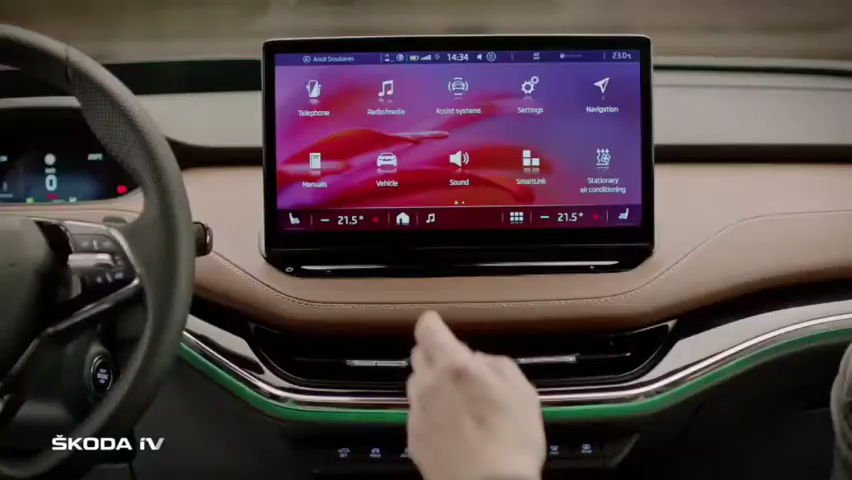 14:34
23.0°
Telephone
Radio/media
Assist systems
Settings
Navigation
Manuals
Vehicle
Sound
SmartLink
Stationary
air conditioning
− 21.5° +
− 21.5° +
0
ŠKODA iV